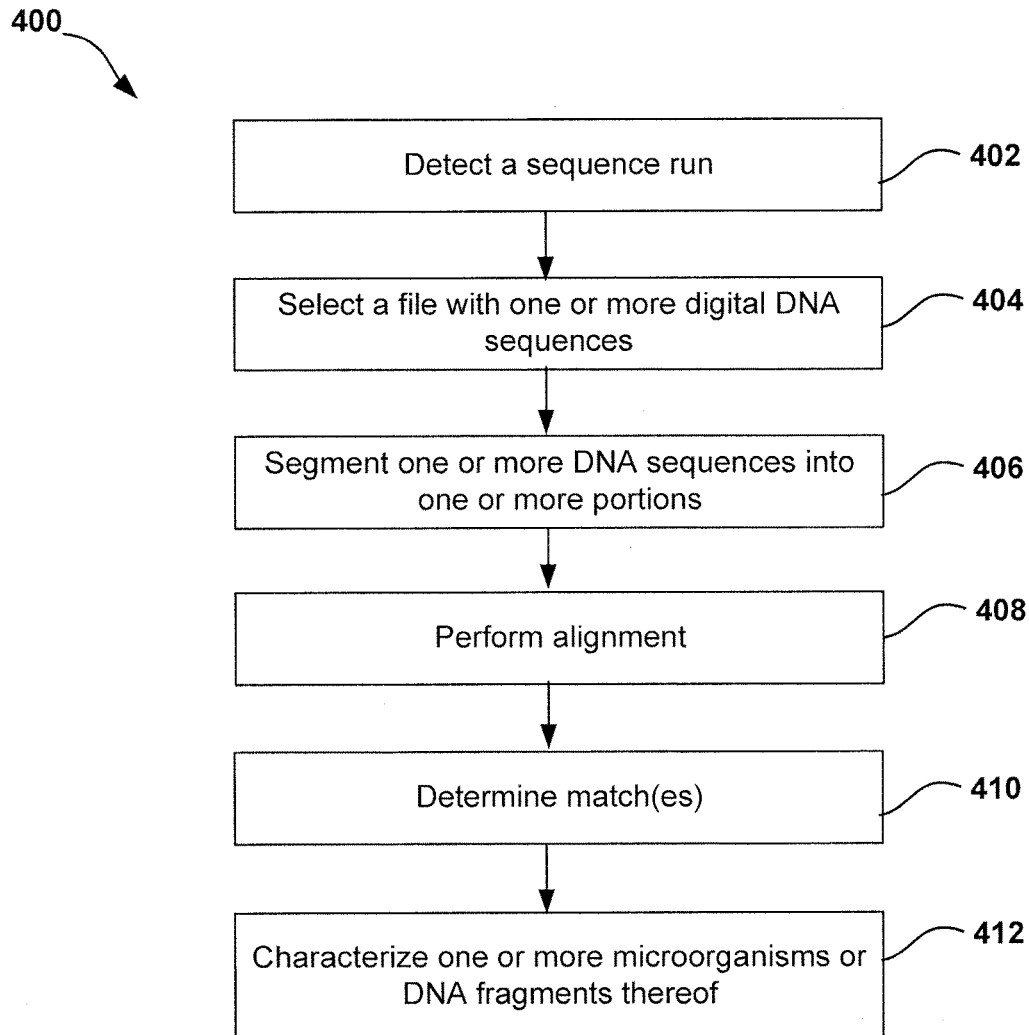 400
Detect a sequence run
402
Select a file with one or more digital DNA
sequences
404
Segment one or more DNA sequences into
one or more portions
406
Perform alignment
408
Determine match(es)
410
Characterize one or more microorganisms or
DNA fragments thereof
412